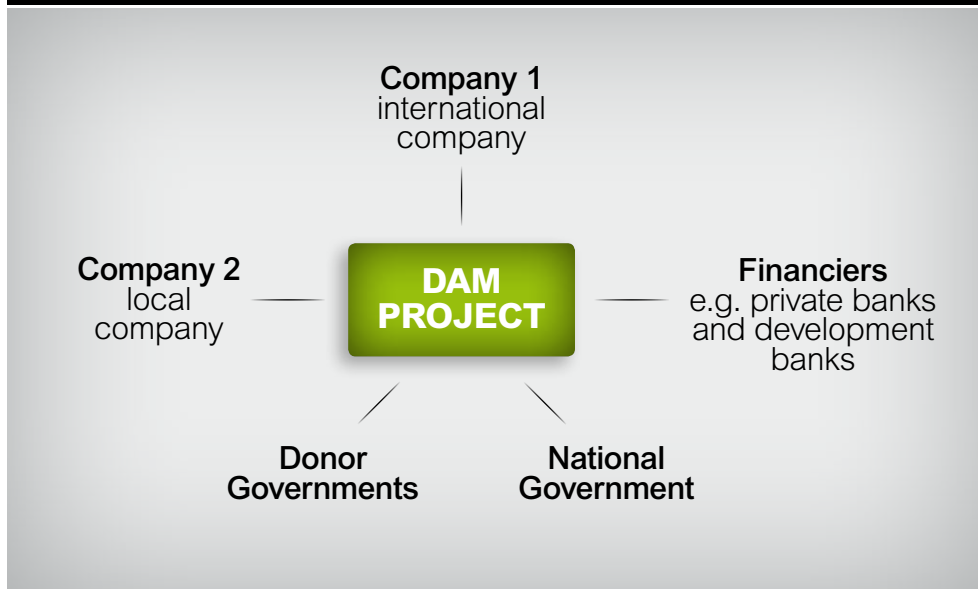 Company 1
international
company
Company 2
local
company
DAM
PROJECT
Financiers
e.g. private banks
and development
banks
Donor
Governments
National
Government